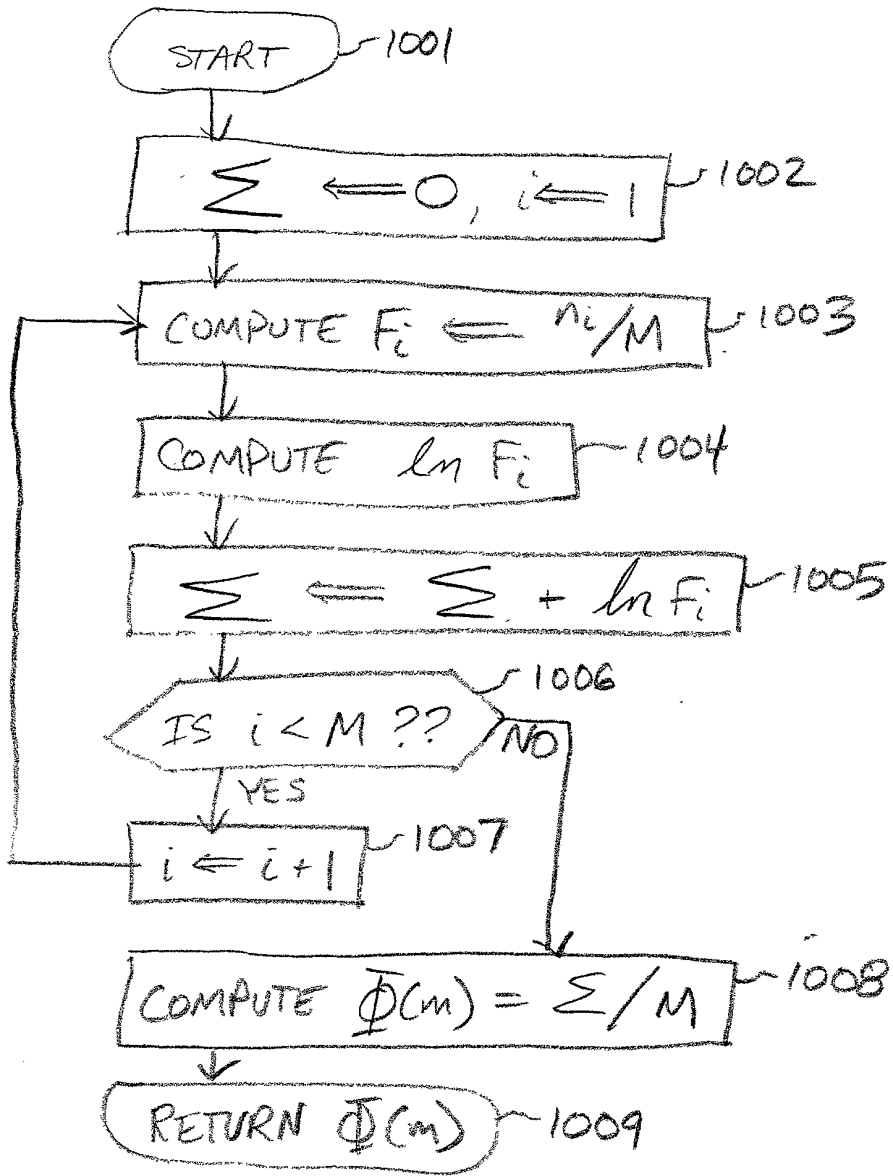 START 1001
Σ ⇐ 0, i ⇐ 1 1002
COMPUTE Fi ⇐ ni/M 1003
COMPUTE ln Fi 1004
Σ ⇐ Σ + ln Fi 1005
1006
IS i < M ?? NO
YES
i ⇐ i + 1 1007
COMPUTE Φ(m) = Σ/M 1008
RETURN Φ(m) 1009